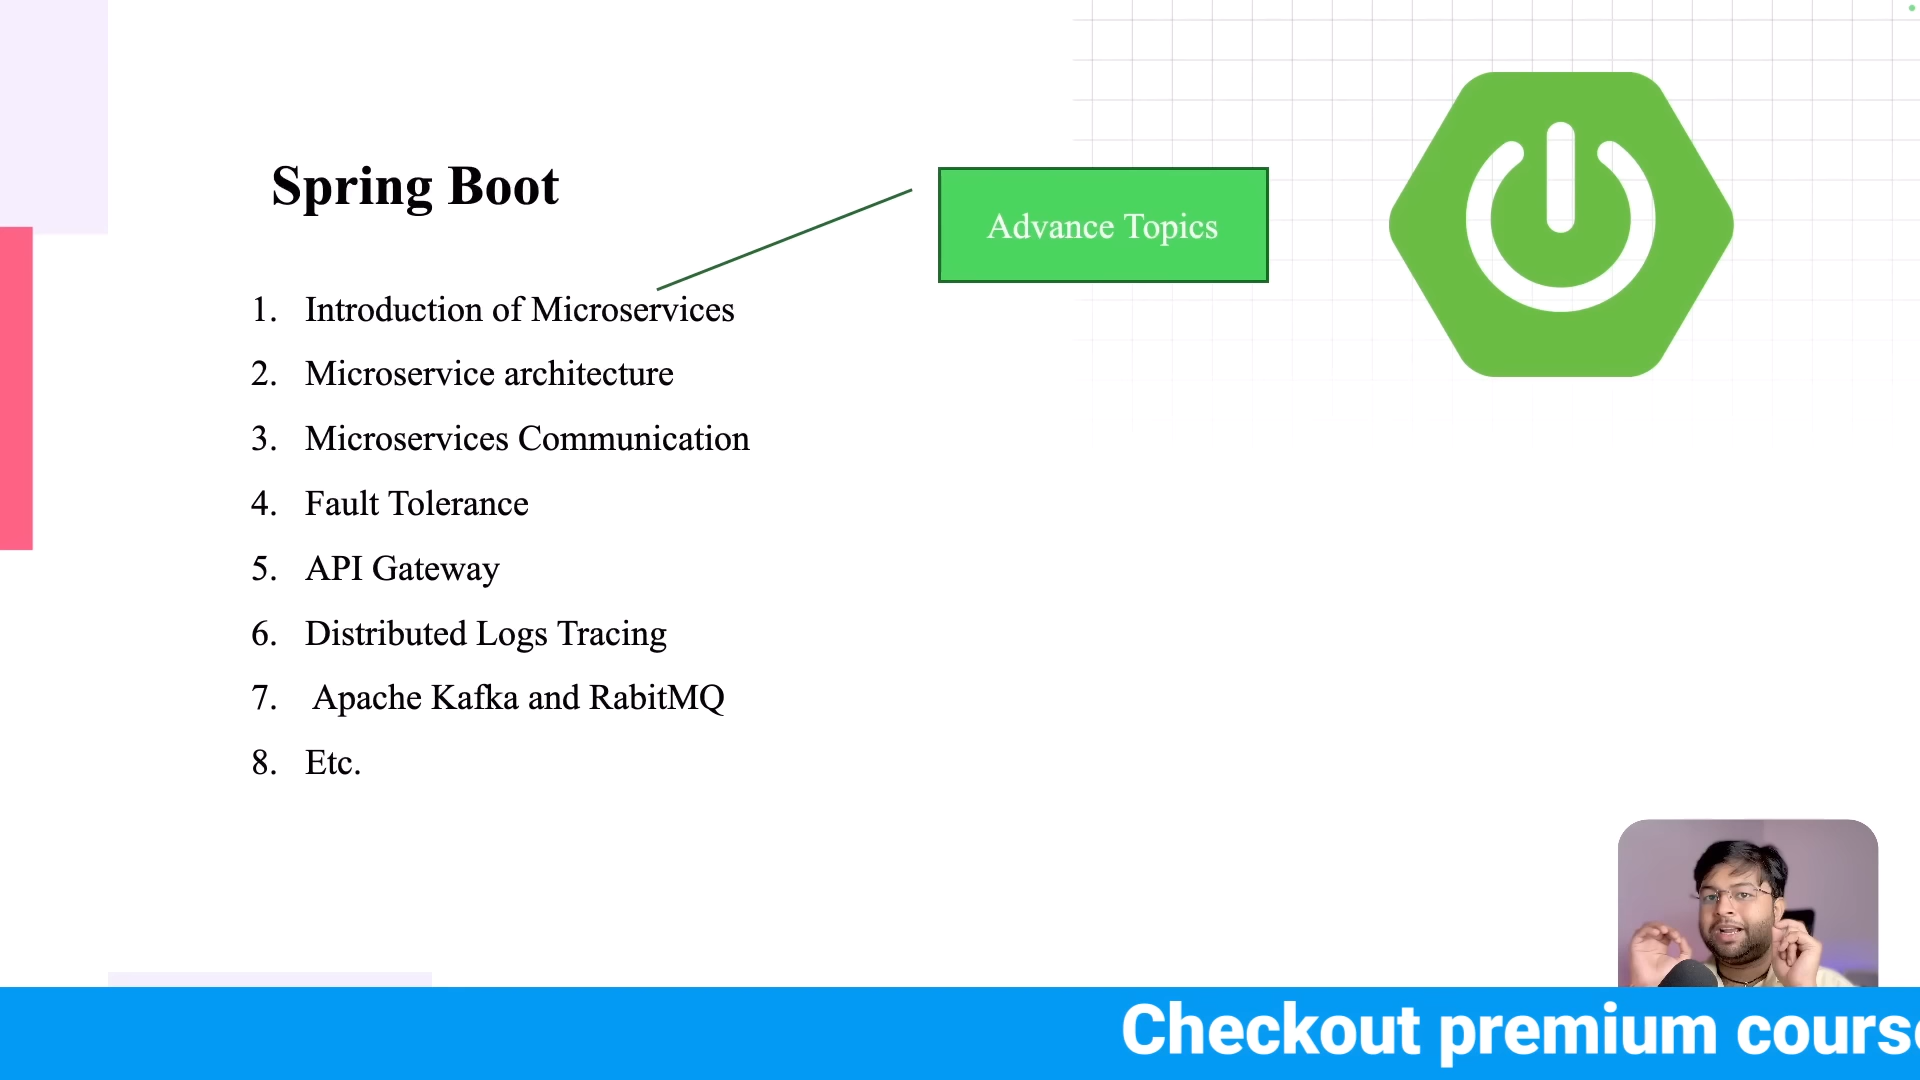 Spring Boot
Advance Topics
1. Introduction of Microservices
2. Microservice architecture
3. Microservices Communication
4. Fault Tolerance
5. API Gateway
6. Distributed Logs Tracing
7. Apache Kafka and RabitMQ
8. Etc.
Checkout premium cours